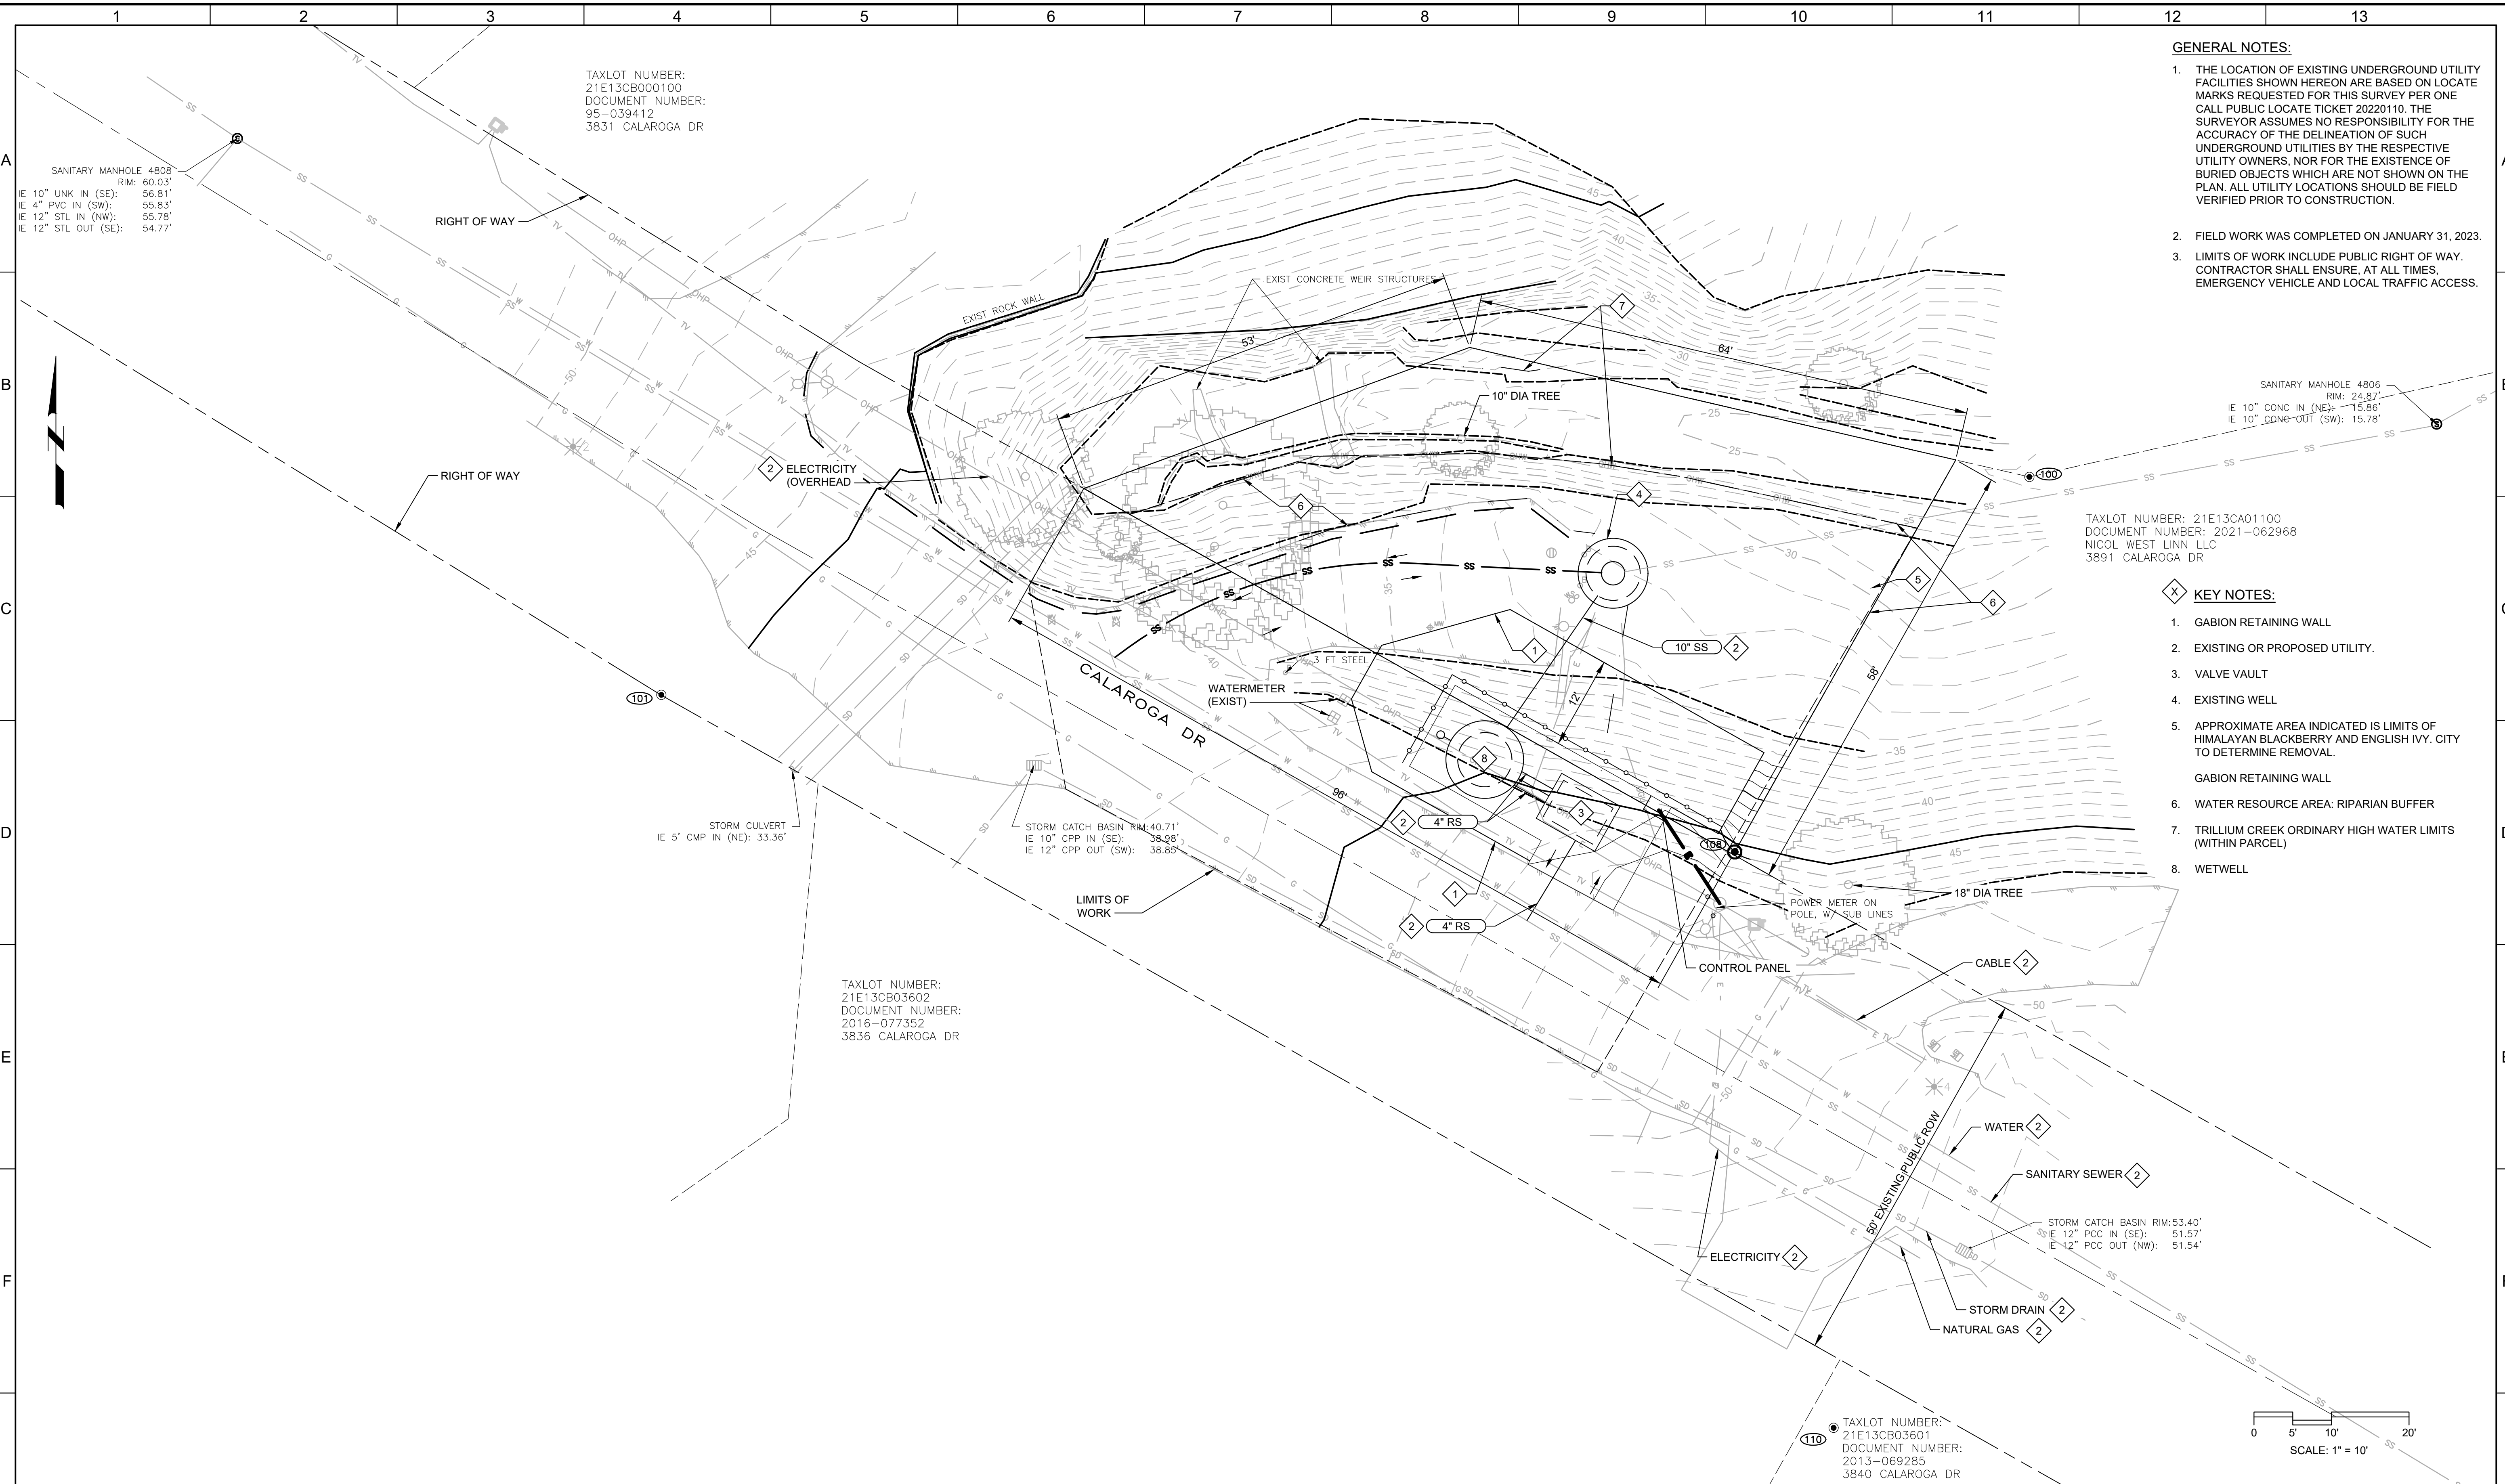 1 2 3 4 5 6 7 8 9 10 11 12 13
A
B
C
D
E
F
TAXLOT NUMBER:
21E13CB000100
DOCUMENT NUMBER:
95-039412
3831 CALAROGA DR
SANITARY MANHOLE 4808
RIM: 60.03'
IE 10" UNK IN (SE): 56.81'
IE 4" PVC IN (SW): 55.83'
IE 12" STL IN (NW): 55.78'
IE 12" STL OUT (SE): 54.77'
RIGHT OF WAY
RIGHT OF WAY
EXIST ROCK WALL
EXIST CONCRETE WEIR STRUCTURES
53'
64'
7
10" DIA TREE
2 ELECTRICITY
(OVERHEAD
6
4
100
5
6
58'
10" SS 2
1
12'
3 FT STEEL
WATERMETER
(EXIST)
CALAROGA DR
96'
101
8
3
2 4" RS
108
1
2 4" RS
STORM CULVERT
IE 5' CMP IN (NE): 33.36'
STORM CATCH BASIN RIM: 40.71'
IE 10" CPP IN (SE): 38.98'
IE 12" CPP OUT (SW): 38.85'
LIMITS OF
WORK
POWER METER ON
POLE, W/ SUB LINES
18" DIA TREE
CONTROL PANEL
CABLE 2
TAXLOT NUMBER:
21E13CB03602
DOCUMENT NUMBER:
2016-077352
3836 CALAROGA DR
50' EXISTING PUBLIC ROW
WATER 2
SANITARY SEWER 2
STORM CATCH BASIN RIM: 53.40'
IE 12" PCC IN (SE): 51.57'
IE 12" PCC OUT (NW): 51.54'
ELECTRICITY 2
STORM DRAIN 2
NATURAL GAS 2
110
TAXLOT NUMBER:
21E13CB03601
DOCUMENT NUMBER:
2013-069285
3840 CALAROGA DR
GENERAL NOTES:
1. THE LOCATION OF EXISTING UNDERGROUND UTILITY
FACILITIES SHOWN HEREON ARE BASED ON LOCATE
MARKS REQUESTED FOR THIS SURVEY PER ONE
CALL PUBLIC LOCATE TICKET 20220110. THE
SURVEYOR ASSUMES NO RESPONSIBILITY FOR THE
ACCURACY OF THE DELINEATION OF SUCH
UNDERGROUND UTILITIES BY THE RESPECTIVE
UTILITY OWNERS, NOR FOR THE EXISTENCE OF
BURIED OBJECTS WHICH ARE NOT SHOWN ON THE
PLAN. ALL UTILITY LOCATIONS SHOULD BE FIELD
VERIFIED PRIOR TO CONSTRUCTION.
2. FIELD WORK WAS COMPLETED ON JANUARY 31, 2023.
3. LIMITS OF WORK INCLUDE PUBLIC RIGHT OF WAY.
CONTRACTOR SHALL ENSURE, AT ALL TIMES,
EMERGENCY VEHICLE AND LOCAL TRAFFIC ACCESS.
SANITARY MANHOLE 4806
RIM: 24.87'
IE 10" CONC IN (NE): 15.86'
IE 10" CONC OUT (SW): 15.78'
TAXLOT NUMBER: 21E13CA01100
DOCUMENT NUMBER: 2021-062968
NICOL WEST LINN LLC
3891 CALAROGA DR
X KEY NOTES:
1. GABION RETAINING WALL
2. EXISTING OR PROPOSED UTILITY.
3. VALVE VAULT
4. EXISTING WELL
5. APPROXIMATE AREA INDICATED IS LIMITS OF
HIMALAYAN BLACKBERRY AND ENGLISH IVY. CITY
TO DETERMINE REMOVAL.
GABION RETAINING WALL
6. WATER RESOURCE AREA: RIPARIAN BUFFER
7. TRILLIUM CREEK ORDINARY HIGH WATER LIMITS
(WITHIN PARCEL)
8. WETWELL
0 5' 10' 20'
SCALE: 1" = 10'